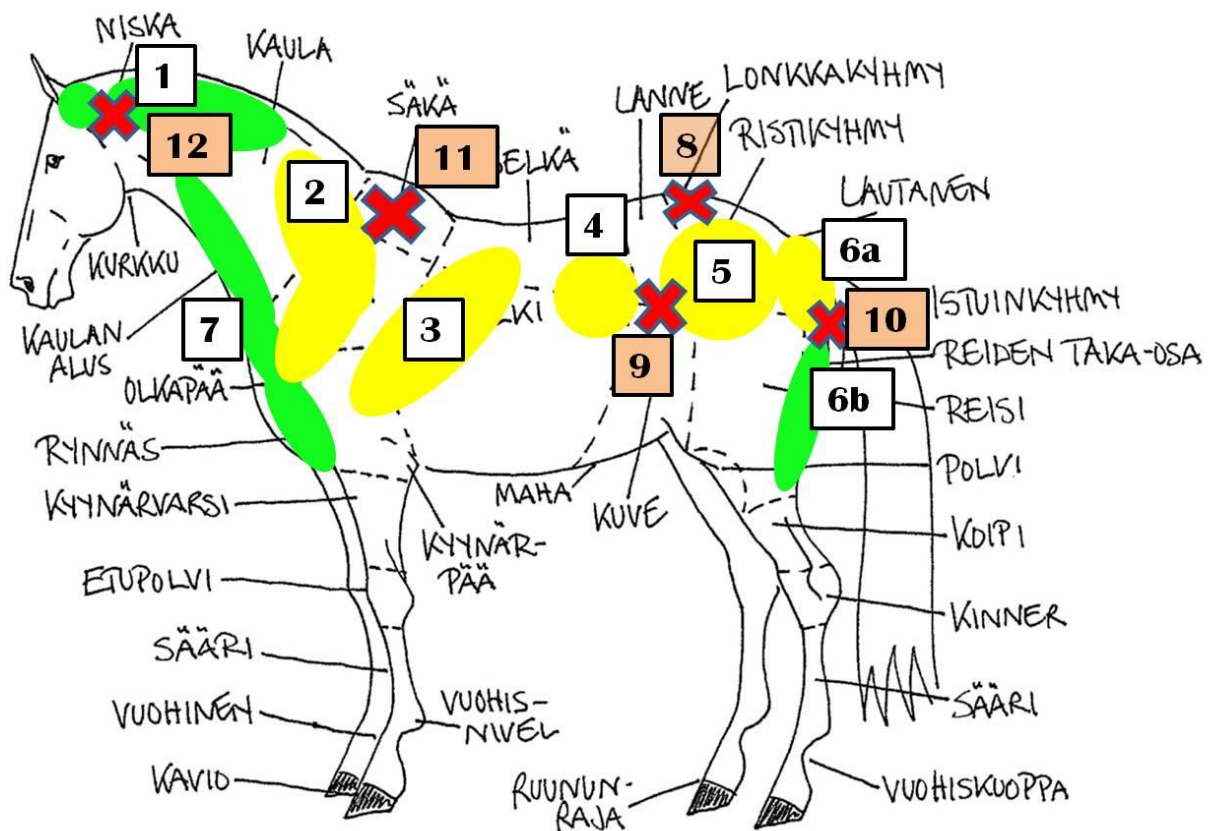 NISKA
KAULA
1
12
SÄKÄ
11
LANNE
LONKKAKYHMY
8
RISTIKYHMY
SELKÄ
2
4
LAUTANEN
6a
5
KURKKU
ISTUINKYHMY
10
3
7
KAULAN
ALUS
REIDEN TAKA-OSA
9
6b
OLKAPÄÄ
REISI
RYNNÄS
POLVI
MAHA
KUVE
KYYNÄRVARSI
KOIPI
KYYNÄR-
PÄÄ
ETUPOLVI
KINNER
SÄÄRI
SÄÄRI
VUOHINEN
VUOHIS-
NIVEL
KAVIO
RUUNUN-
RAJA
VUOHISKUOPPA